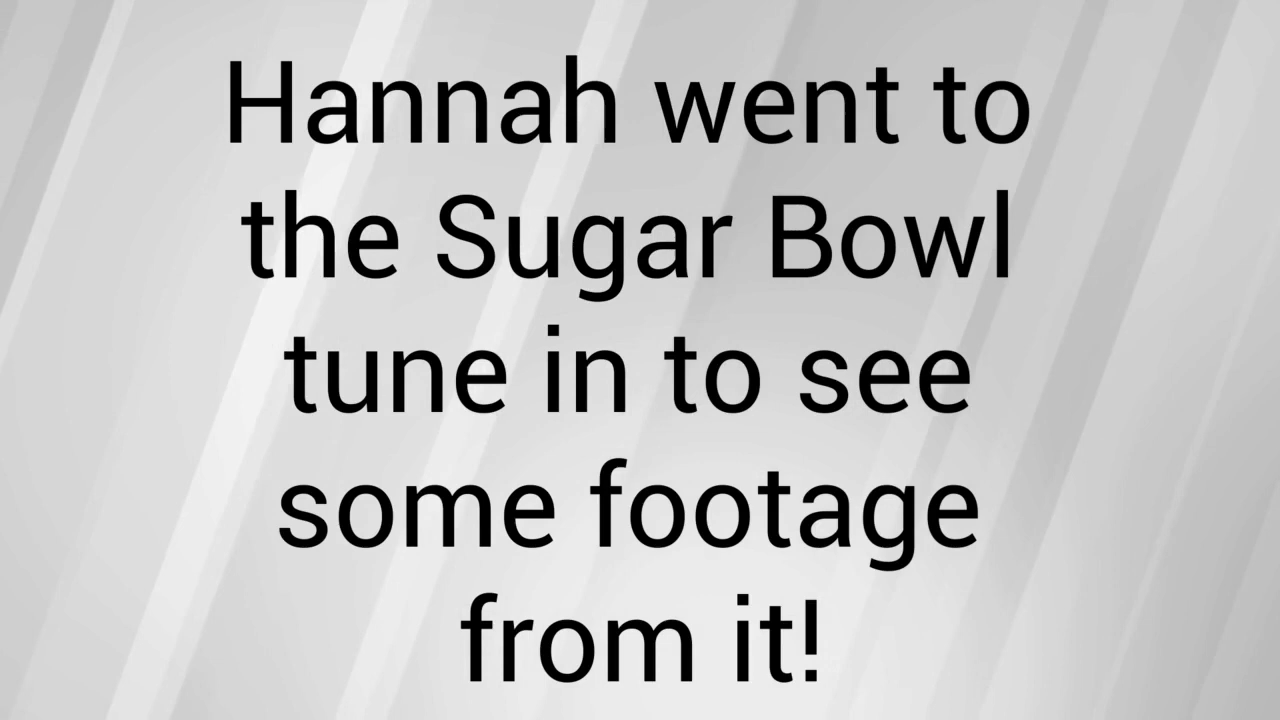 Hannah went to
the Sugar Bowl
tune in to see
some footage
from it!